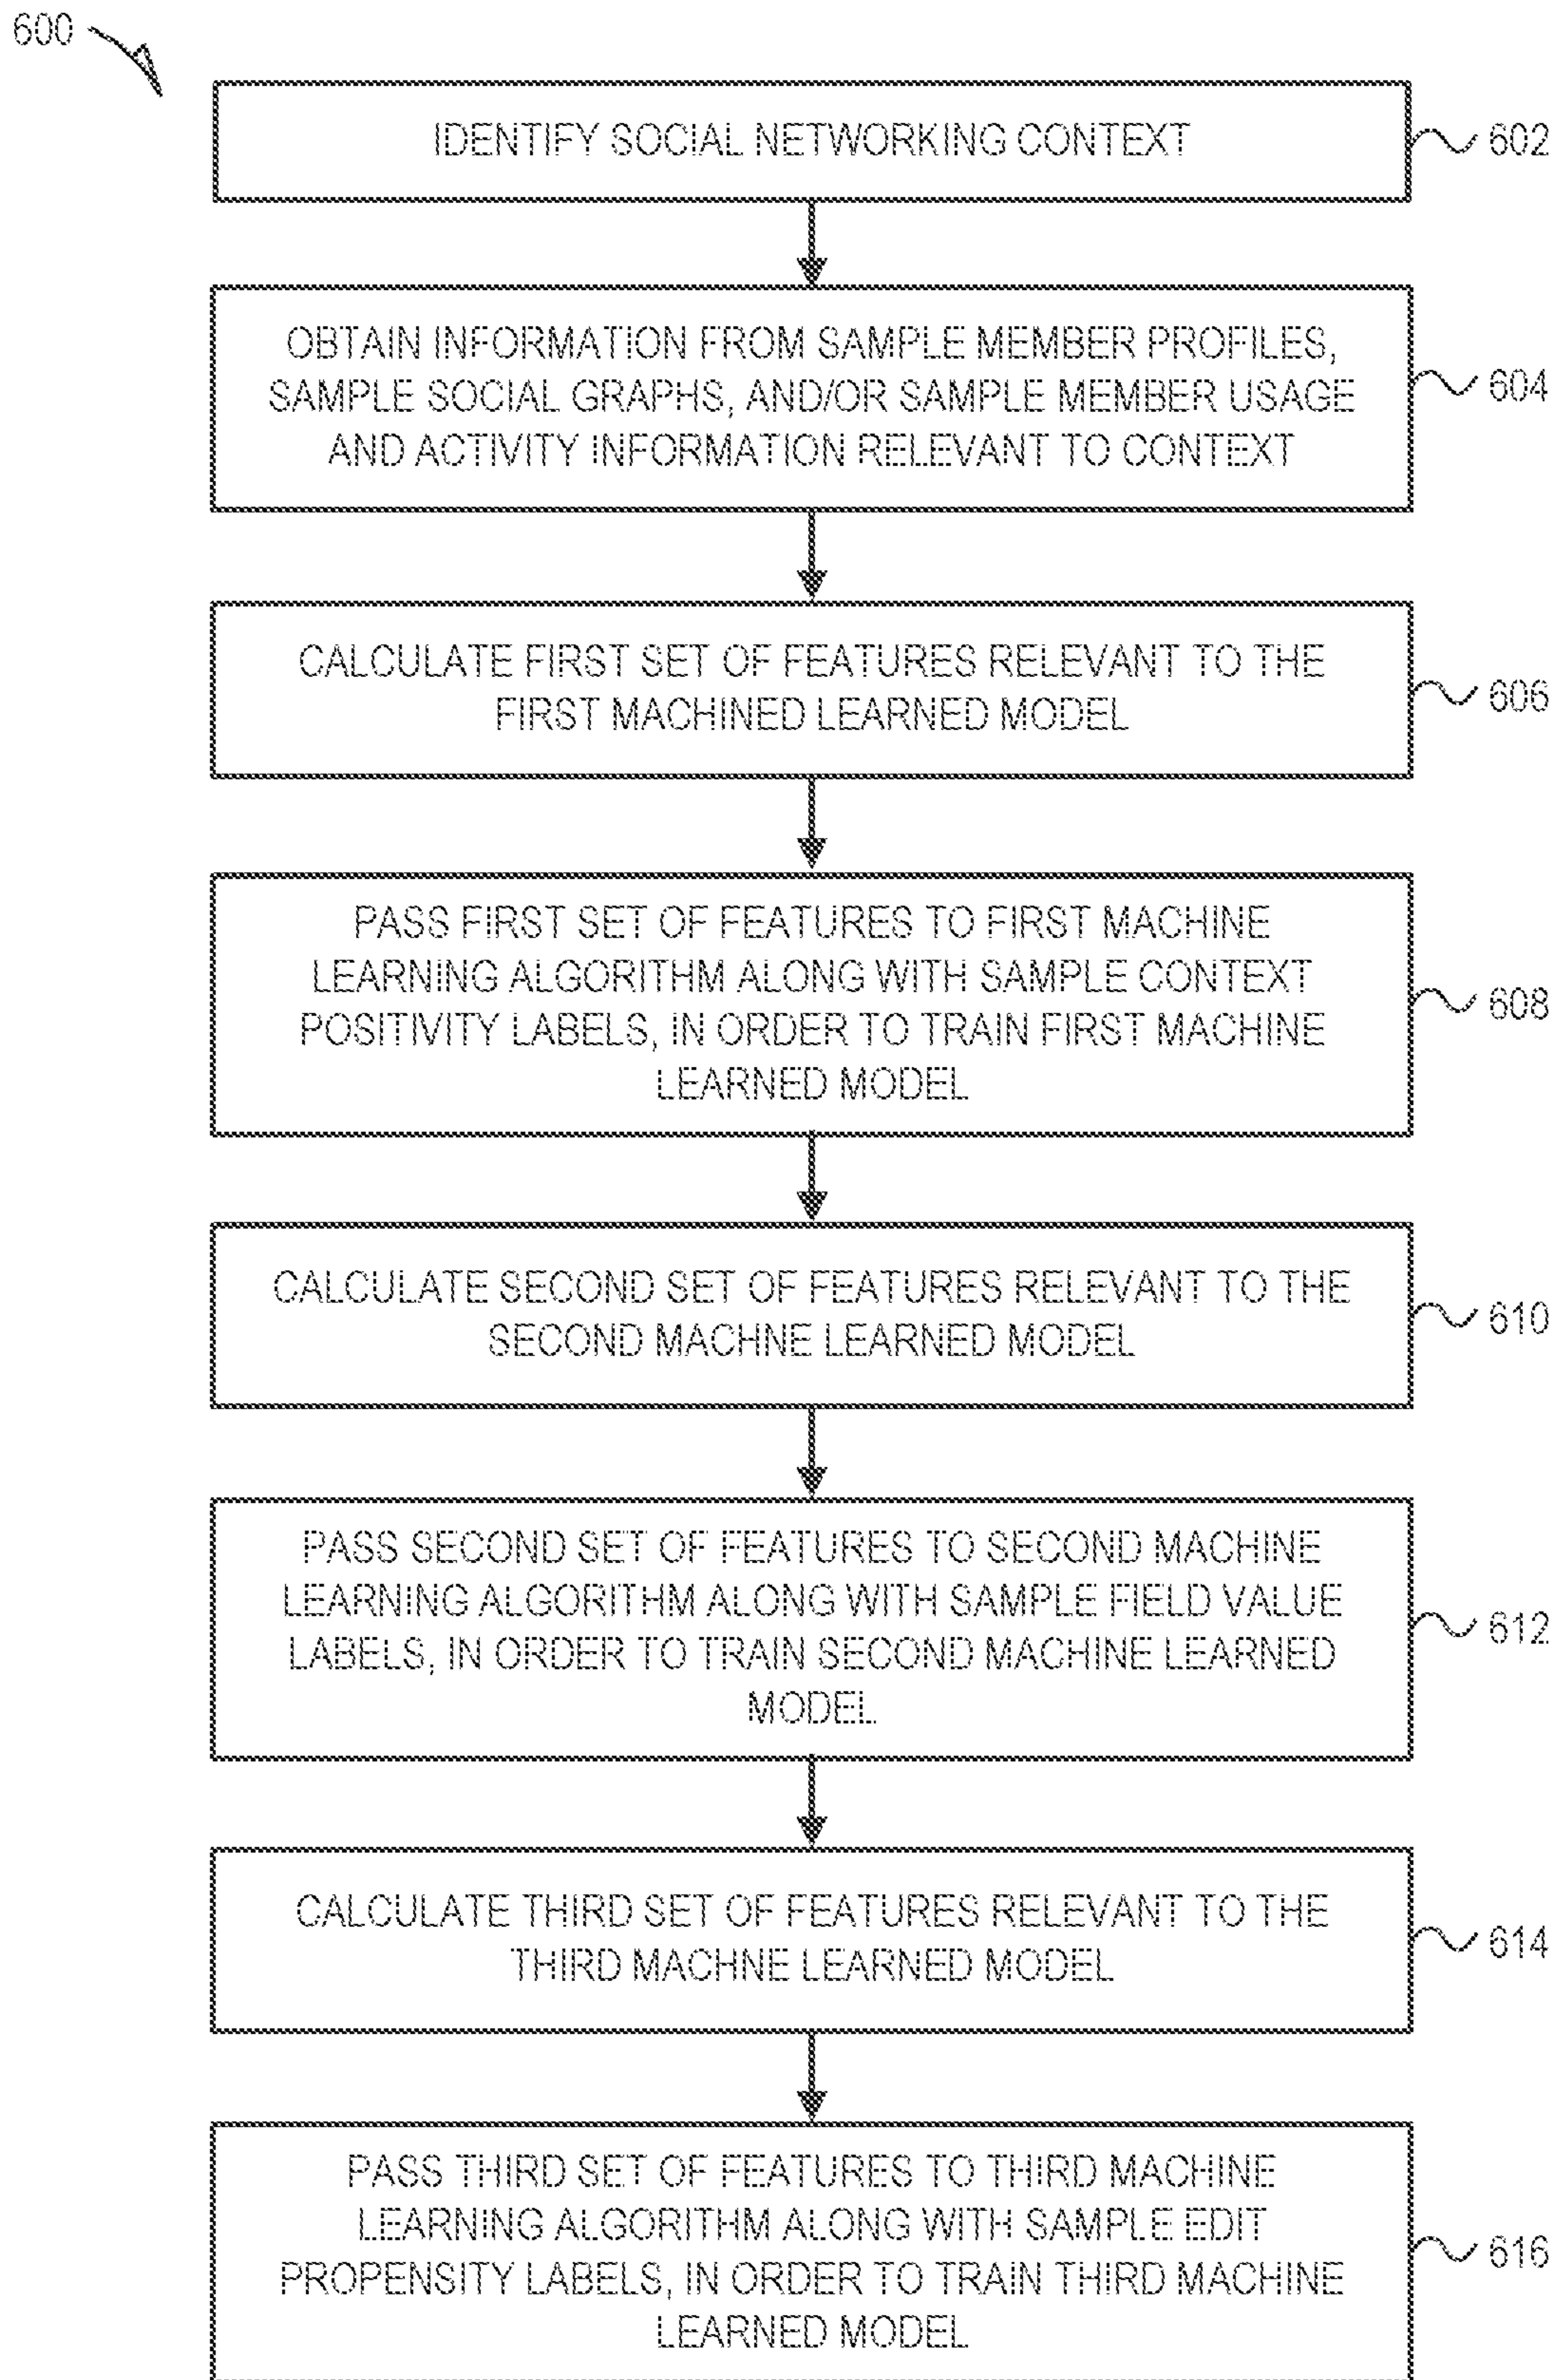 600
IDENTIFY SOCIAL NETWORKING CONTEXT
602
OBTAIN INFORMATION FROM SAMPLE MEMBER PROFILES,
SAMPLE SOCIAL GRAPHS, AND/OR SAMPLE MEMBER USAGE
AND ACTIVITY INFORMATION RELEVANT TO CONTEXT
604
CALCULATE FIRST SET OF FEATURES RELEVANT TO THE
FIRST MACHINED LEARNED MODEL
606
PASS FIRST SET OF FEATURES TO FIRST MACHINE
LEARNING ALGORITHM ALONG WITH SAMPLE CONTEXT
POSITIVITY LABELS, IN ORDER TO TRAIN FIRST MACHINE
LEARNED MODEL
608
CALCULATE SECOND SET OF FEATURES RELEVANT TO THE
SECOND MACHNE LEARNED MODEL
610
PASS SECOND SET OF FEATURES TO SECOND MACHINE
LEARNING ALGORITHM ALONG WITH SAMPLE FIELD VALUE
LABELS, IN ORDER TO TRAIN SECOND MACHINE LEARNED
MODEL
612
CALCULATE THIRD SET OF FEATURES RELEVANT TO THE
THIRD MACHNE LEARNED MODEL
614
PASS THIRD SET OF FEATURES TO THIRD MACHINE
LEARNING ALGORITHM ALONG WITH SAMPLE EDIT
PROPENSITY LABELS, IN ORDER TO TRAIN THIRD MACHINE
LEARNED MODEL
616